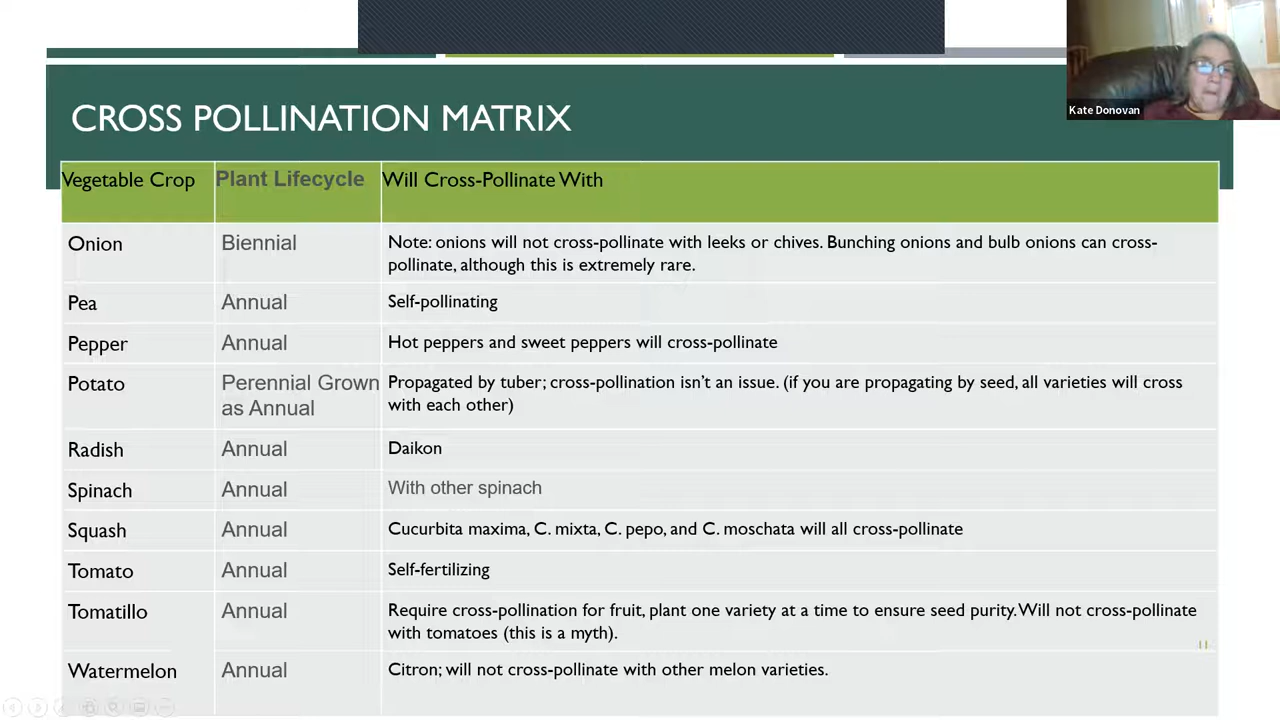 Kate Donovan
CROSS POLLINATION MATRIX
Vegetable Crop Plant Lifecycle Will Cross-Pollinate With
Onion Biennial Note: onions will not cross-pollinate with leeks or chives. Bunching onions and bulb onions can cross-
pollinate, although this is extremely rare.
Pea Annual Self-pollinating
Pepper Annual Hot peppers and sweet peppers will cross-pollinate
Potato Perennial Grown Propagated by tuber; cross-pollination isn't an issue. (if you are propagating by seed, all varieties will cross
as Annual with each other)
Radish Annual Daikon
Spinach Annual With other spinach
Squash Annual Cucurbita maxima, C. mixta, C. pepo, and C. moschata will all cross-pollinate
Tomato Annual Self-fertilizing
Tomatillo Annual Require cross-pollination for fruit, plant one variety at a time to ensure seed purity. Will not cross-pollinate
with tomatoes (this is a myth).
11
Watermelon Annual Citron; will not cross-pollinate with other melon varieties.